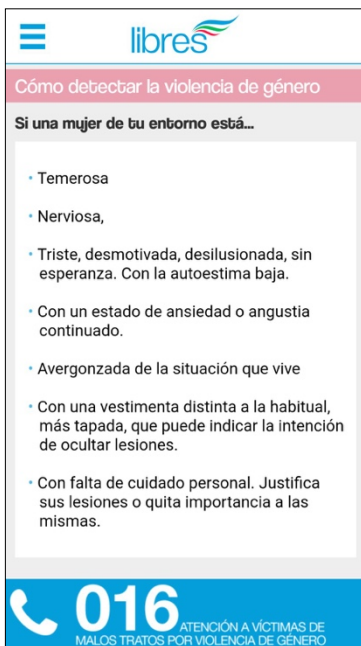 libres
Cómo detectar la violencia de género
Si una mujer de tu entorno está...
• Temerosa
• Nerviosa,
• Triste, desmotivada, desilusionada, sin
esperanza. Con la autoestima baja.
• Con un estado de ansiedad o angustia
continuado.
• Avergonzada de la situación que vive
• Con una vestimenta distinta a la habitual,
más tapada, que puede indicar la intención
de ocultar lesiones.
• Con falta de cuidado personal. Justifica
sus lesiones o quita importancia a las
mismas.
016 ATENCIÓN A VÍCTIMAS DE
MALOS TRATOS POR VIOLENCIA DE GÉNERO